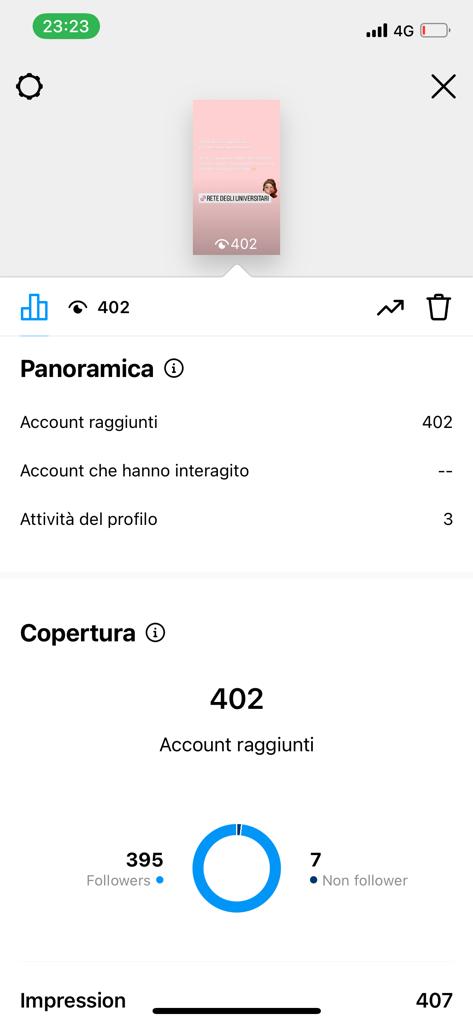 23:23
4G
RETE DEGLI UNIVERSITARI
402
402
Panoramica
Account raggiunti 402
Account che hanno interagito --
Attività del profilo 3
Copertura
402
Account raggiunti
395 7
Followers Non follower
Impression 407